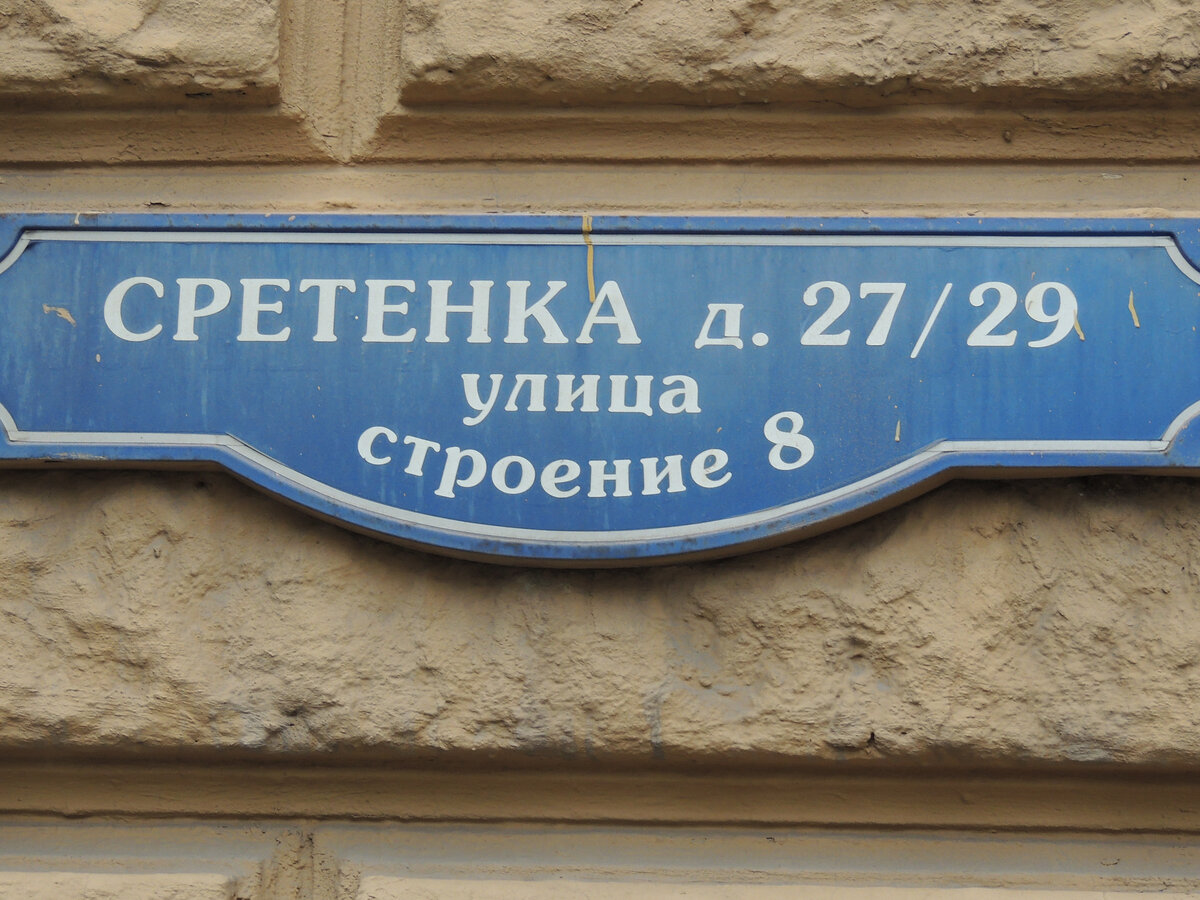 СРЕТЕНКА д. 27/29
улица
строение 8